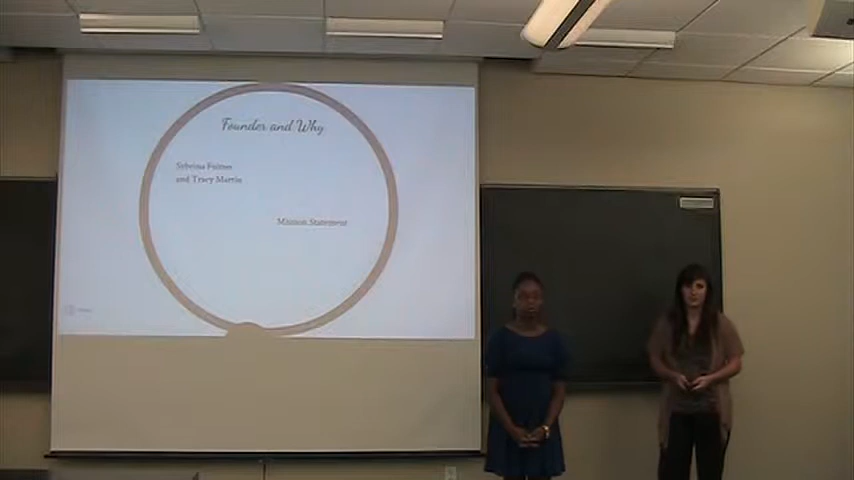 Founder and Why
Sybrina Fulton
and Tracy Martin
Mission Statement